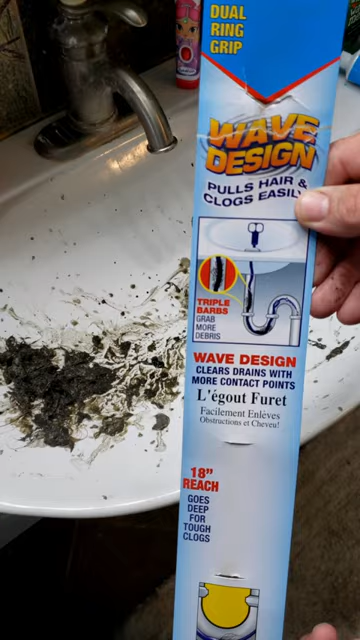 DUAL
RING
GRIP
WAVE
DESIGN
PULLS HAIR &
CLOGS EASILY
TRIPLE
BARBS
GRAB
MORE
DEBRIS
WAVE DESIGN
CLEARS DRAINS WITH
MORE CONTACT POINTS
L'égout Furet
Facilement Enlèves
Obstructions et Cheveu!
18"
REACH
GOES
DEEP
FOR
TOUGH
CLOGS